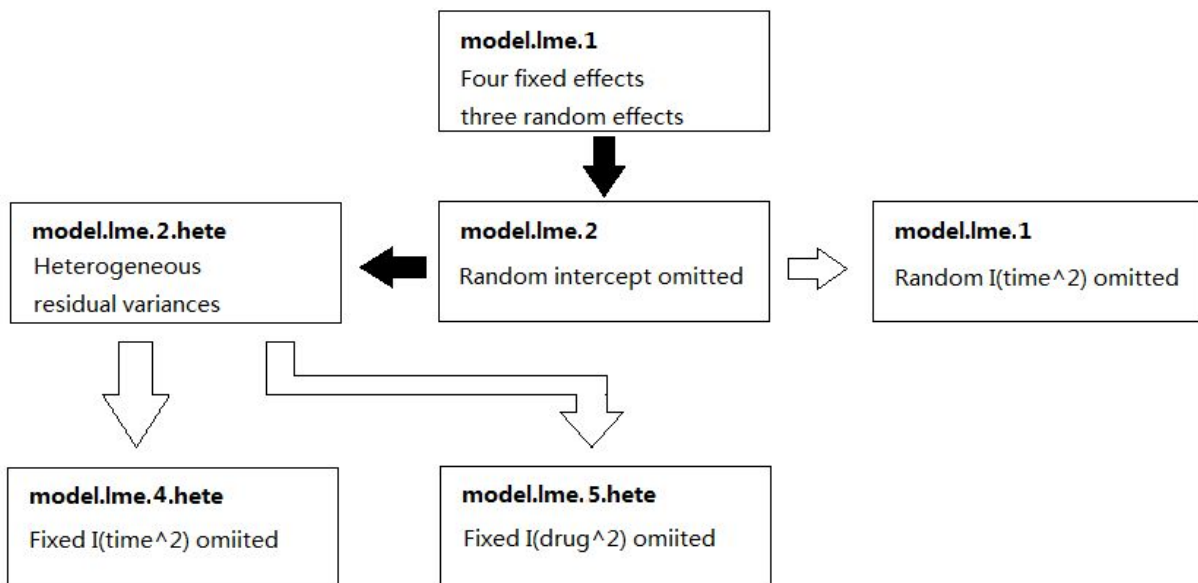 model.lme.1
Four fixed effects
three random effects
model.lme.2.hete
Heterogeneous
residual variances
model.lme.2
Random intercept omitted
model.lme.1
Random I(time^2) omitted
model.lme.4.hete
Fixed I(time^2) omiited
model.lme.5.hete
Fixed I(drug^2) omiited